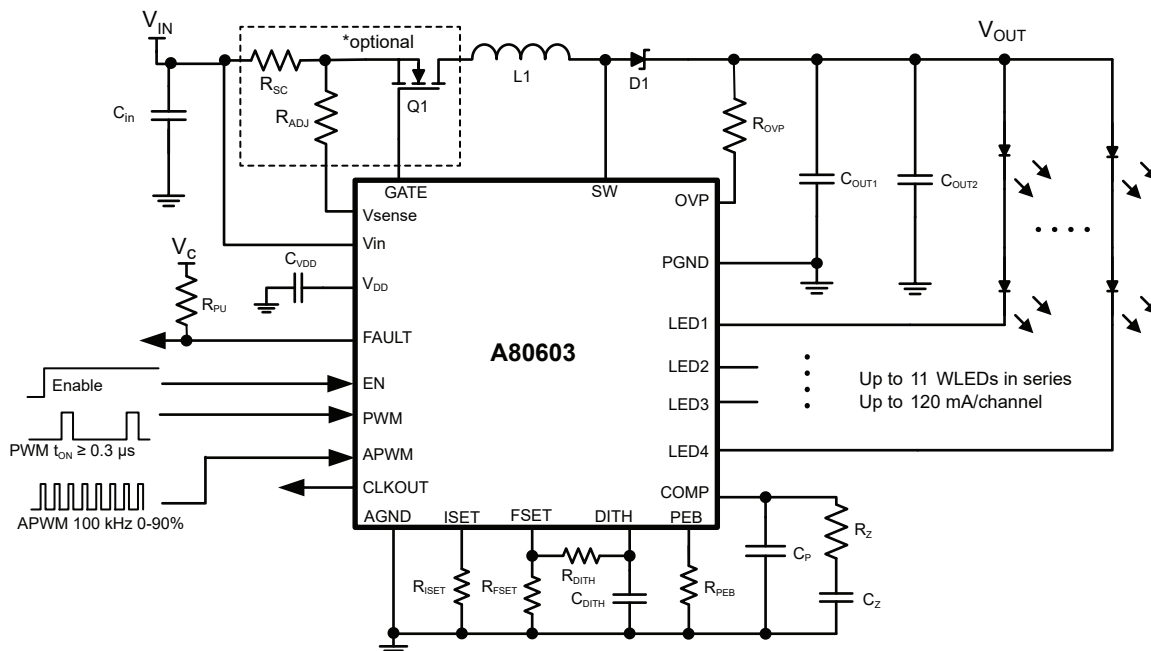 VIN
*optional
VOUT
RSC
Q1
L1
D1
Cin
RADJ
ROVP
GATE
SW
OVP
COUT1
COUT2
Vsense
Vin
VC
CVDD
VDD
PGND
RPU
FAULT
LED1
A80603
Enable
EN
LED2
Up to 11 WLEDs in series
PWM
LED3
Up to 120 mA/channel
PWM tON ≥ 0.3 µs
APWM
LED4
CLKOUT
COMP
APWM 100 kHz 0-90%
AGND
ISET
FSET
DITH
PEB
RZ
CP
RISET
RFSET
RDITH
CDITH
RPEB
CZ